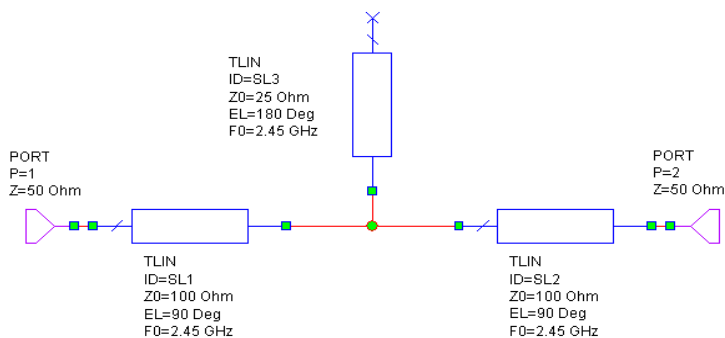 TLIN
ID=SL3
Z0=25 Ohm
EL=180 Deg
F0=2.45 GHz
PORT
P=1
Z=50 Ohm
PORT
P=2
Z=50 Ohm
TLIN
ID=SL1
Z0=100 Ohm
EL=90 Deg
F0=2.45 GHz
TLIN
ID=SL2
Z0=100 Ohm
EL=90 Deg
F0=2.45 GHz